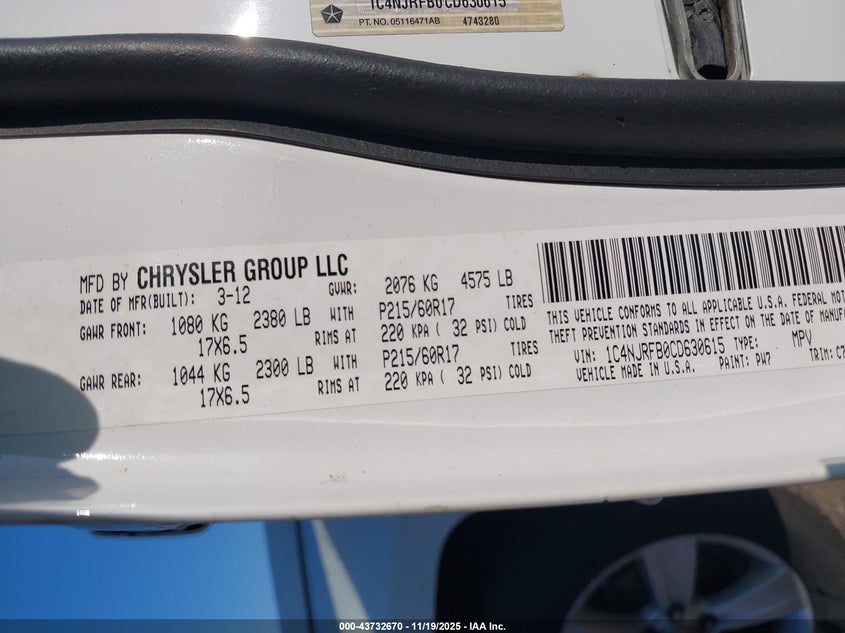 1C4NJRFB0CD630615
PT. NO. 05116471AB 4743280
MFD BY CHRYSLER GROUP LLC
DATE OF MFR(BUILT): 3-12 GVWR: 2076 KG 4575 LB
GAWR FRONT: 1080 KG 2380 LB WITH P215/60R17 TIRES
17X6.5 RIMS AT 220 KPA ( 32 PSI) COLD
GAWR REAR: 1044 KG 2300 LB WITH P215/60R17 TIRES
17X6.5 RIMS AT 220 KPA ( 32 PSI) COLD
THIS VEHICLE CONFORMS TO ALL APPLICABLE U.S.A. FEDERAL MOTO
THEFT PREVENTION STANDARDS IN EFFECT ON THE DATE OF MANUFA
VIN: 1C4NJRFB0CD630615 TYPE: MPV
VEHICLE MADE IN U.S.A. PAINT: PW7 TRIM: C7
000-43732670 - 11/19/2025 - IAA Inc.